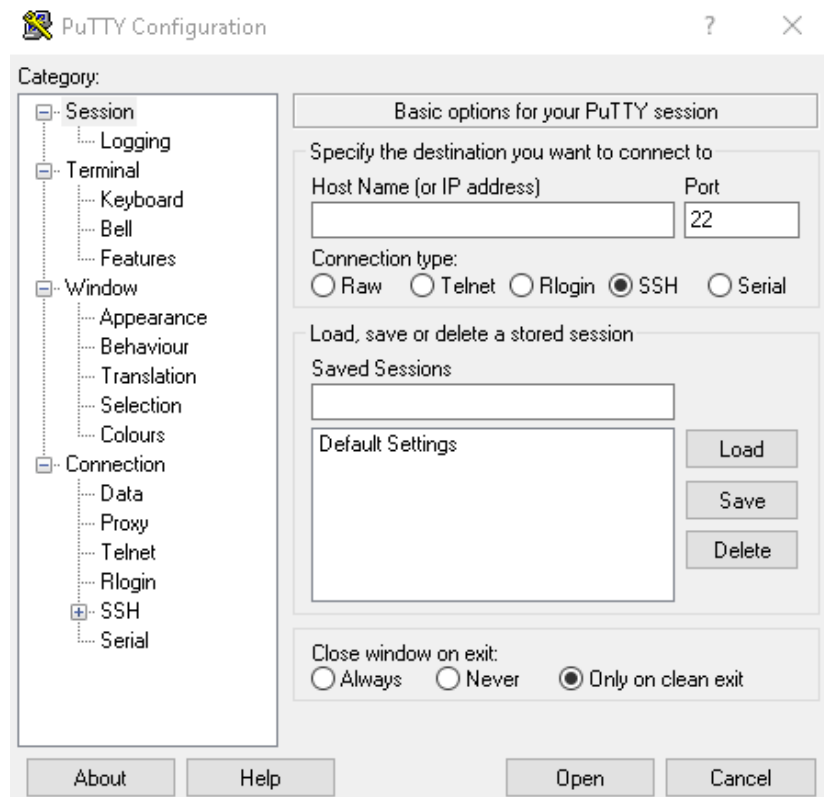 PuTTY Configuration
?
Category:
Session
Logging
Terminal
Keyboard
Bell
Features
Window
Appearance
Behaviour
Translation
Selection
Colours
Connection
Data
Proxy
Telnet
Rlogin
SSH
Serial
Basic options for your PuTTY session
Specify the destination you want to connect to
Host Name (or IP address) Port
22
Connection type:
Raw Telnet Rlogin SSH Serial
Load, save or delete a stored session
Saved Sessions
Default Settings
Load
Save
Delete
Close window on exit:
Always Never Only on clean exit
About Help Open Cancel